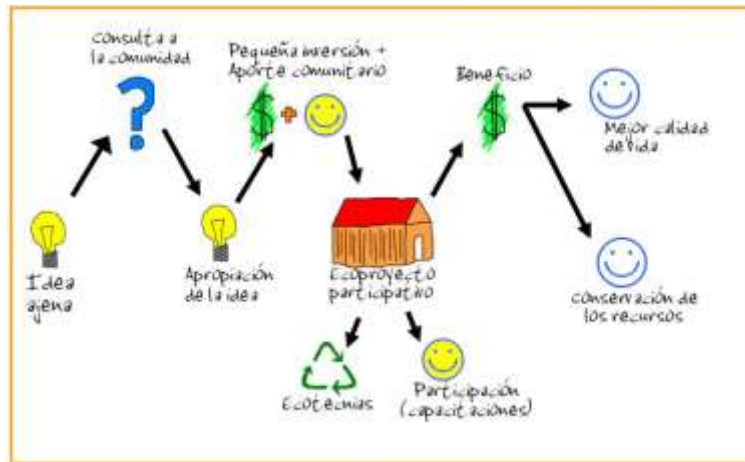 Consulta a
la comunidad
Pequeña inversión +
Aporte comunitario
Beneficio
$
+
$
?
Mejor calidad
de vida
Idea
ajena
Apropiación
de la idea
Ecoproyecto
participativo
Conservación de
los recursos
Ecotecnias
Participación
(capacitaciones)